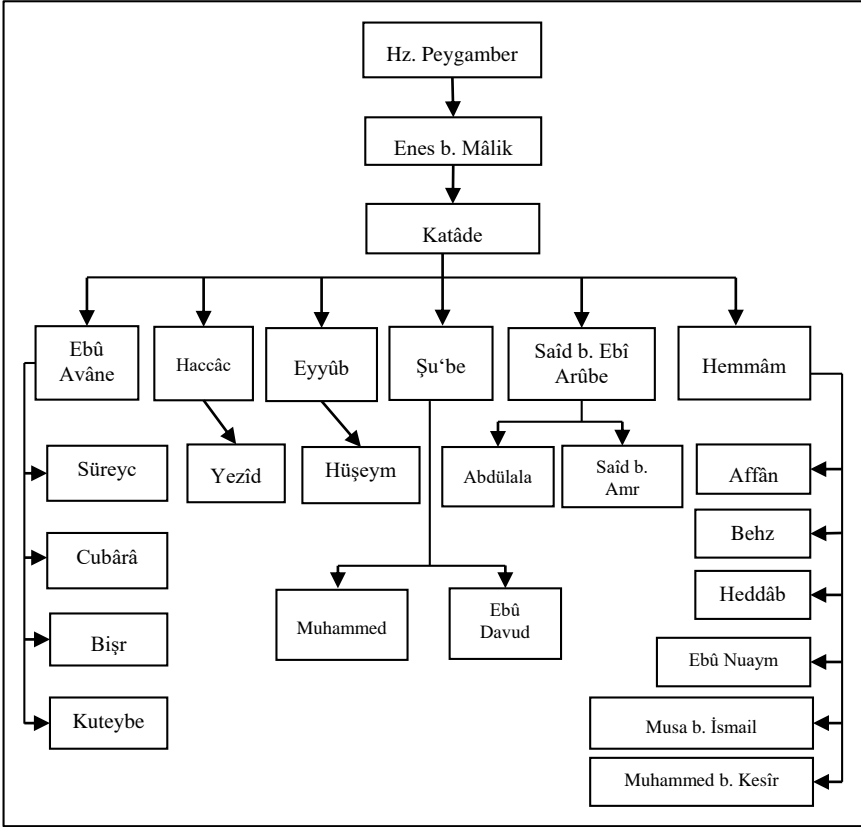 Hz. Peygamber
Enes b. Mâlik
Katâde
Ebû
Avâne
Haccâc
Eyyûb
Şu‘be
Saîd b. Ebî
Arûbe
Hemmâm
Süreyc
Yezîd
Hüşeym
Abdülala
Saîd b.
Amr
Affân
Behz
Cubârâ
Heddâb
Muhammed
Ebû
Davud
Bişr
Ebû Nuaym
Kuteybe
Musa b. İsmail
Muhammed b. Kesîr